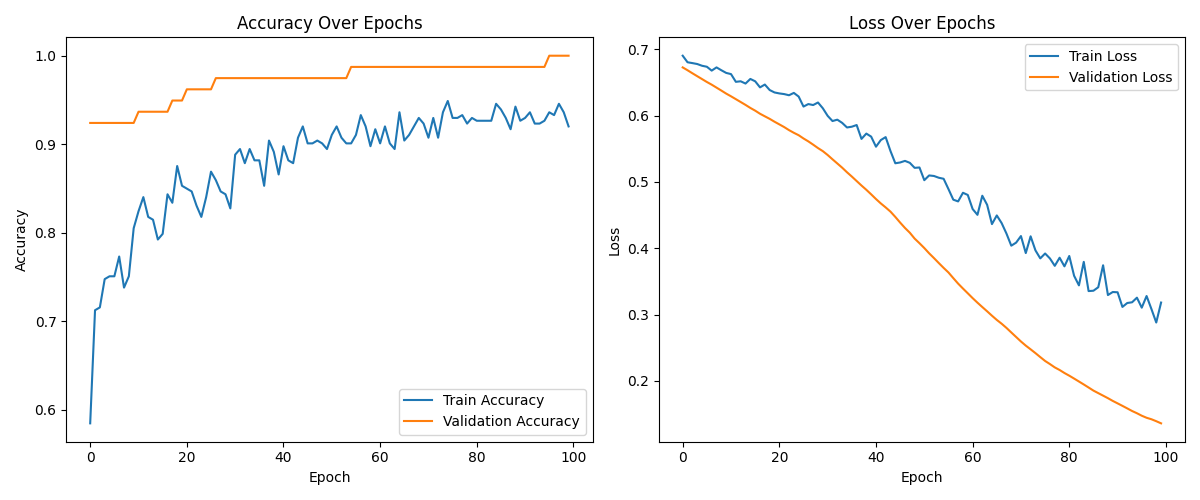 Accuracy Over Epochs
Accuracy
1.0
0.9
0.8
0.7
0.6
Train Accuracy
Validation Accuracy
0 20 40 60 80 100
Epoch
Loss Over Epochs
Loss
0.7
0.6
0.5
0.4
0.3
0.2
Train Loss
Validation Loss
0 20 40 60 80 100
Epoch